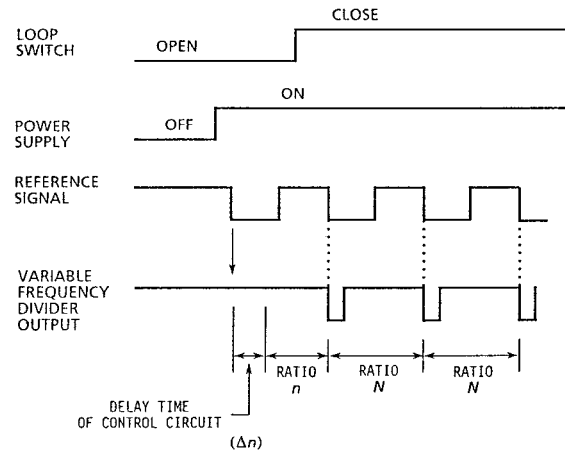 LOOP
SWITCH
OPEN
CLOSE
POWER
SUPPLY
OFF
ON
REFERENCE
SIGNAL
VARIABLE
FREQUENCY
DIVIDER
OUTPUT
RATIO
n
RATIO
N
RATIO
N
DELAY TIME
OF CONTROL CIRCUIT
(Δn)